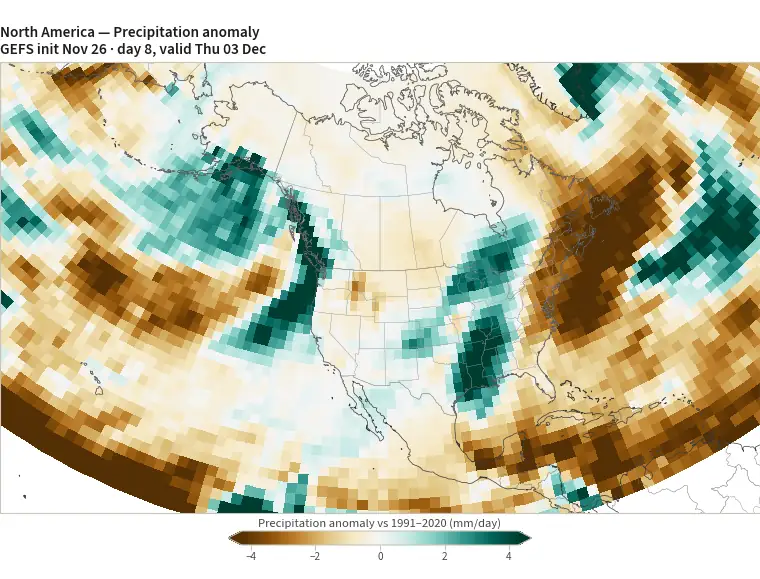 North America — Precipitation anomaly
GEFS init Nov 26 · day 8, valid Thu 03 Dec
Precipitation anomaly vs 1991–2020 (mm/day)
−4 −2 0 2 4